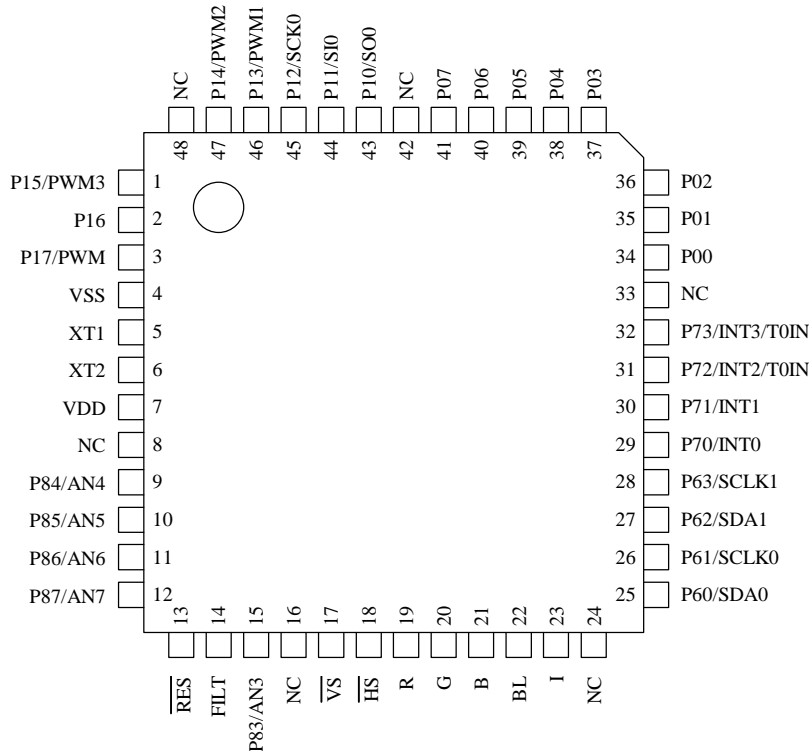 NC P14/PWM2 P13/PWM1 P12/SCK0 P11/SI0 P10/SO0 NC P07 P06 P05 P04 P03
48 47 46 45 44 43 42 41 40 39 38 37
P15/PWM3 1 36 P02
P16 2 35 P01
P17/PWM 3 34 P00
VSS 4 33 NC
XT1 5 32 P73/INT3/T0IN
XT2 6 31 P72/INT2/T0IN
VDD 7 30 P71/INT1
NC 8 29 P70/INT0
P84/AN4 9 28 P63/SCLK1
P85/AN5 10 27 P62/SDA1
P86/AN6 11 26 P61/SCLK0
P87/AN7 12 25 P60/SDA0
13 14 15 16 17 18 19 20 21 22 23 24
RES FILT P83/AN3 NC VS HS R G B BL I NC